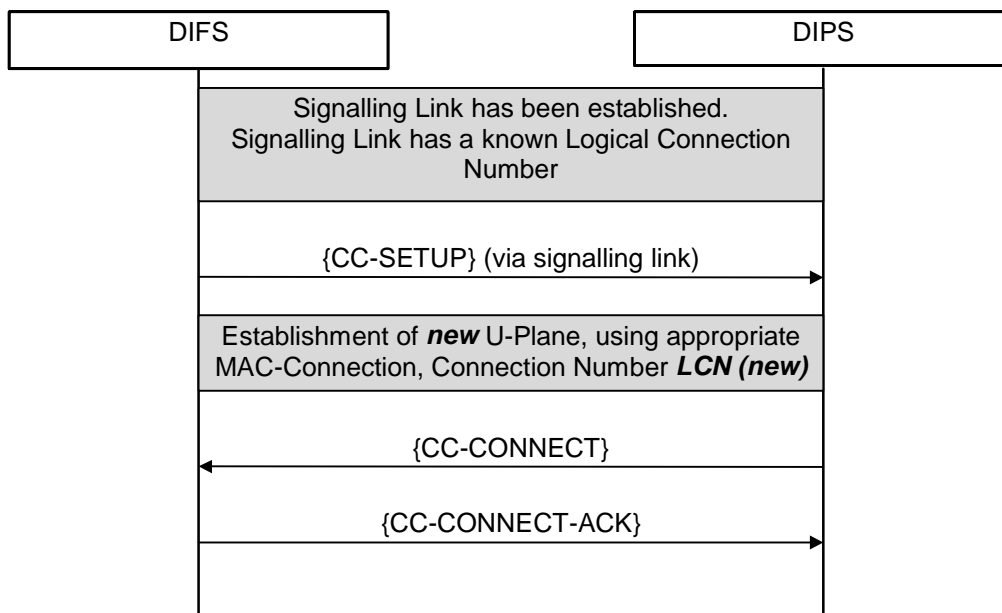 DIFS
DIPS
Signalling Link has been established.
Signalling Link has a known Logical Connection
Number
{CC-SETUP} (via signalling link)
Establishment of new U-Plane, using appropriate
MAC-Connection, Connection Number LCN (new)
{CC-CONNECT}
{CC-CONNECT-ACK}